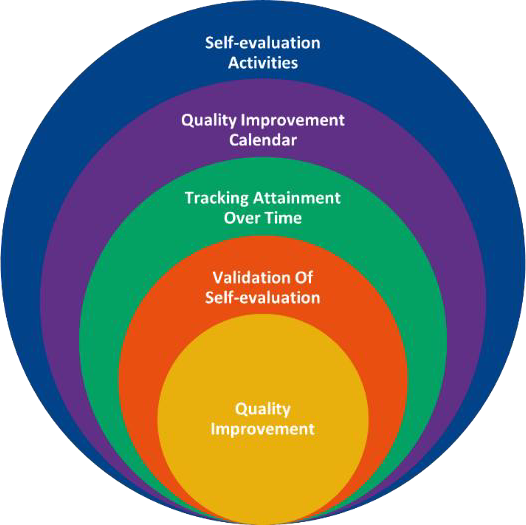 Self-evaluation
Activities
Quality Improvement
Calendar
Tracking Attainment
Over Time
Validation Of
Self-evaluation
Quality
Improvement